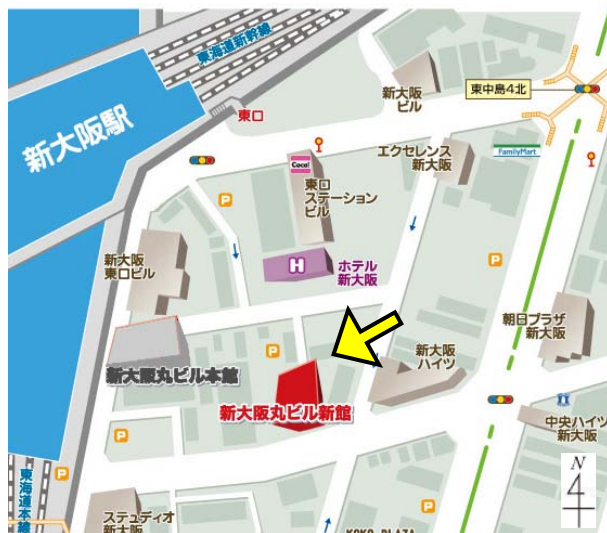 東海道新幹線
新大阪駅
東口
新大阪
ビル
東中島4北
エクセレンス
新大阪
FamilyMart
Coco!
東口
ステーション
ビル
P
H
ホテル
新大阪
P
新大阪
東口ビル
朝日プラザ
新大阪
新大阪丸ビル本館
P
新大阪
ハイツ
新大阪丸ビル新館
中央ハイツ
新大阪
P
P
P
東海道本線
ステュディオ
新大阪
P
KOKO PLAZA
N